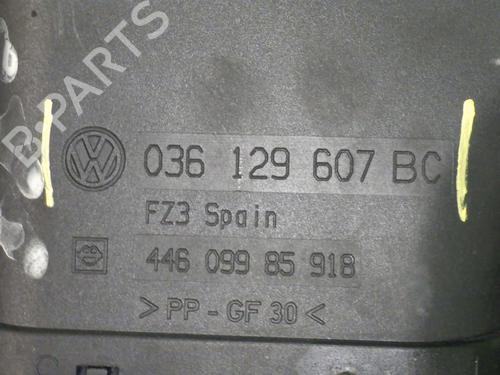 B-PARTS
036 129 607 BC
FZ3 Spain
446 099 85 918
> PP - GF 30 <